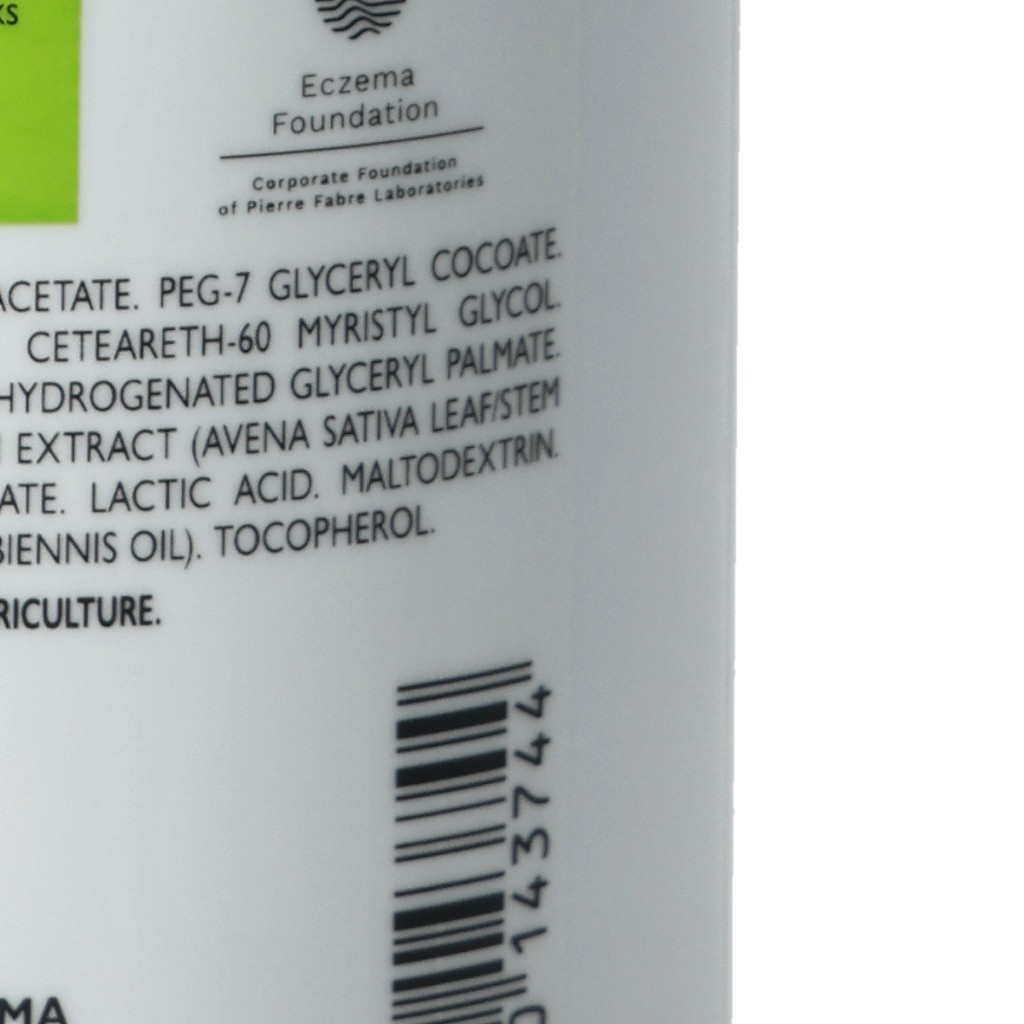 KS
Eczema
Foundation
Corporate Foundation
of Pierre Fabre Laboratories
ACETATE. PEG-7 GLYCERYL COCOATE.
CETEARETH-60 MYRISTYL GLYCOL.
HYDROGENATED GLYCERYL PALMATE.
EXTRACT (AVENA SATIVA LEAF/STEM
ATE. LACTIC ACID. MALTODEXTRIN.
BIENNIS OIL). TOCOPHEROL.
RICULTURE.
0143744
MA